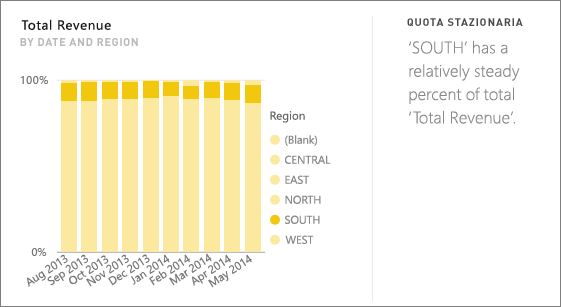 Total Revenue
BY DATE AND REGION
100%
0%
Aug 2013
Sep 2013
Oct 2013
Nov 2013
Dec 2013
Jan 2014
Feb 2014
Mar 2014
Apr 2014
May 2014
Region
(Blank)
CENTRAL
EAST
NORTH
SOUTH
WEST
QUOTA STAZIONARIA
‘SOUTH’ has a
relatively steady
percent of total
‘Total Revenue’.